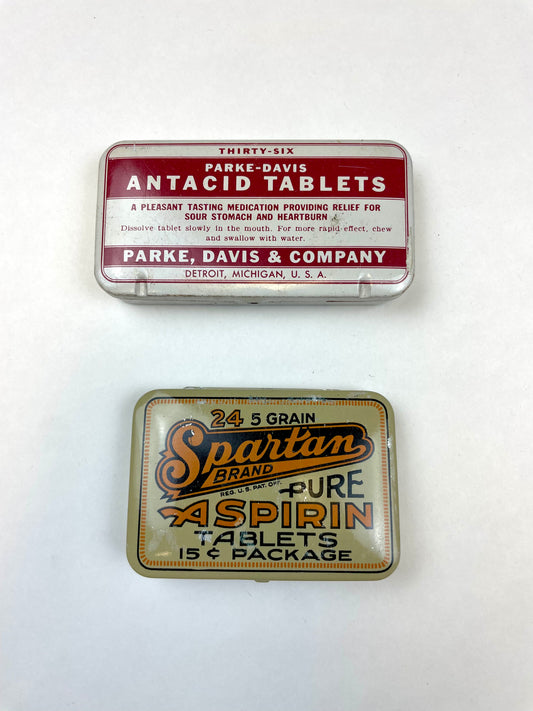 THIRTY-SIX
PARKE-DAVIS
ANTACID TABLETS
A PLEASANT TASTING MEDICATION PROVIDING RELIEF FOR
SOUR STOMACH AND HEARTBURN
Dissolve tablet slowly in the mouth. For more rapid effect, chew
and swallow with water.
PARKE, DAVIS & COMPANY
DETROIT, MICHIGAN, U. S. A.
24 5 GRAIN
Spartan
BRAND
REG. U.S. PAT. OFF.
PURE
ASPIRIN
TABLETS
15¢ PACKAGE